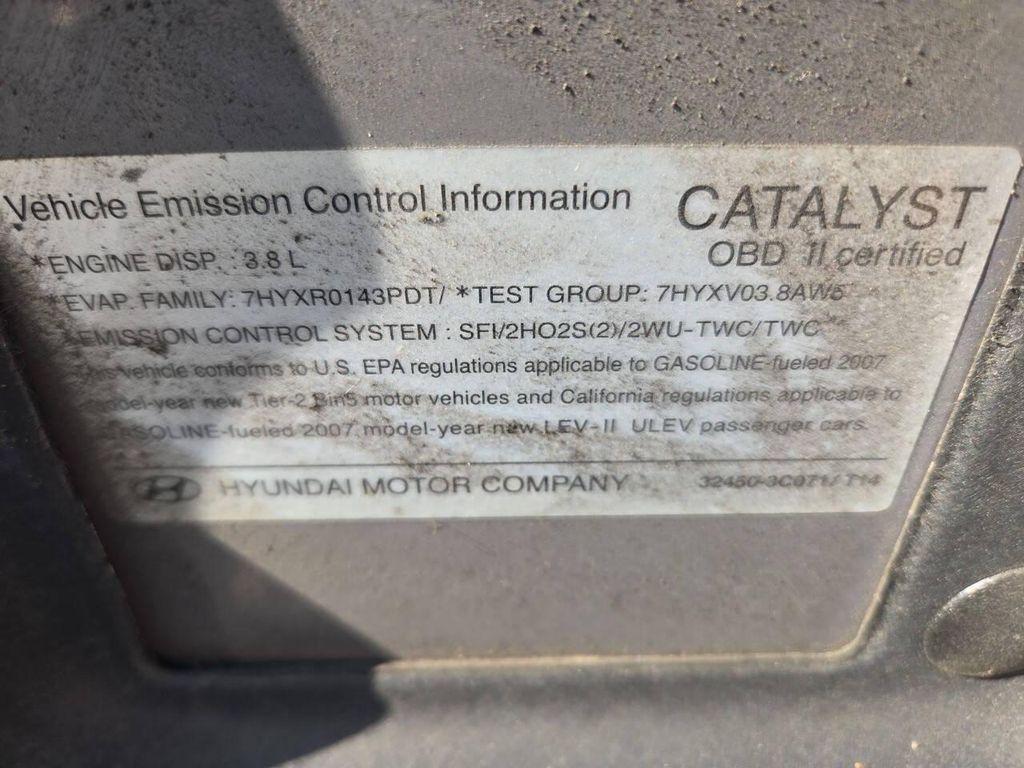 Vehicle Emission Control Information
CATALYST
OBD II certified
*ENGINE DISP. : 3.8 L
*EVAP. FAMILY: 7HYXR0143PDT/ *TEST GROUP: 7HYXV03.8AW5
EMISSION CONTROL SYSTEM : SFI/2HO2S(2)/2WU-TWC/TWC
This vehicle conforms to U.S. EPA regulations applicable to GASOLINE-fueled 2007
model-year new Tier-2 Bin5 motor vehicles and California regulations applicable to
GASOLINE-fueled 2007 model-year new LEV-II ULEV passenger cars.
HYUNDAI MOTOR COMPANY 32450-3C071/ T14